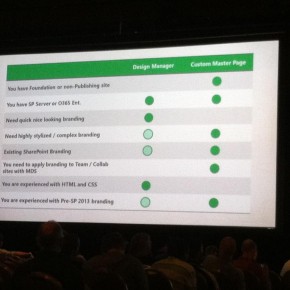 Design Manager Custom Master Page
You have Foundation or non-Publishing site
You have SP Server or O365 Ent.
Need quick nice looking branding
Need highly stylized / complex branding
Existing SharePoint Branding
You need to apply branding to Team / Collab
sites with MDS
You are experienced with HTML and CSS
You are experienced with Pre-SP 2013 branding